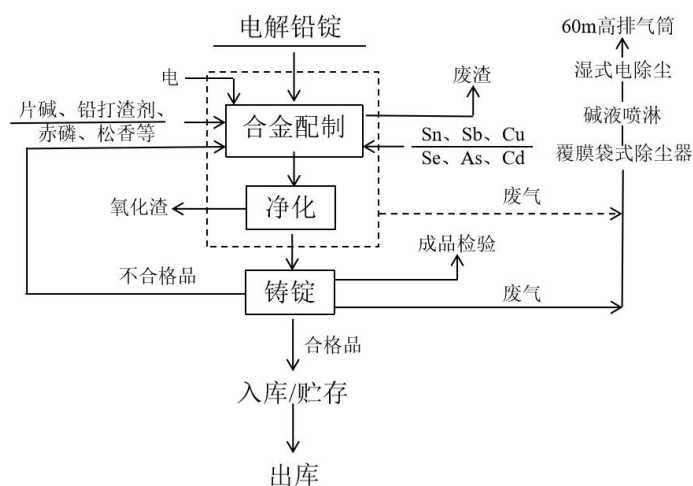 电解铅锭
60m高排气筒
湿式电除尘
碱液喷淋
覆膜袋式除尘器
电
废渣
片碱、铅打渣剂、
赤磷、松香等
合金配制
Sn、Sb、Cu
Se、As、Cd
净化
氧化渣
废气
成品检验
不合格品
铸锭
废气
合格品
入库/贮存
出库